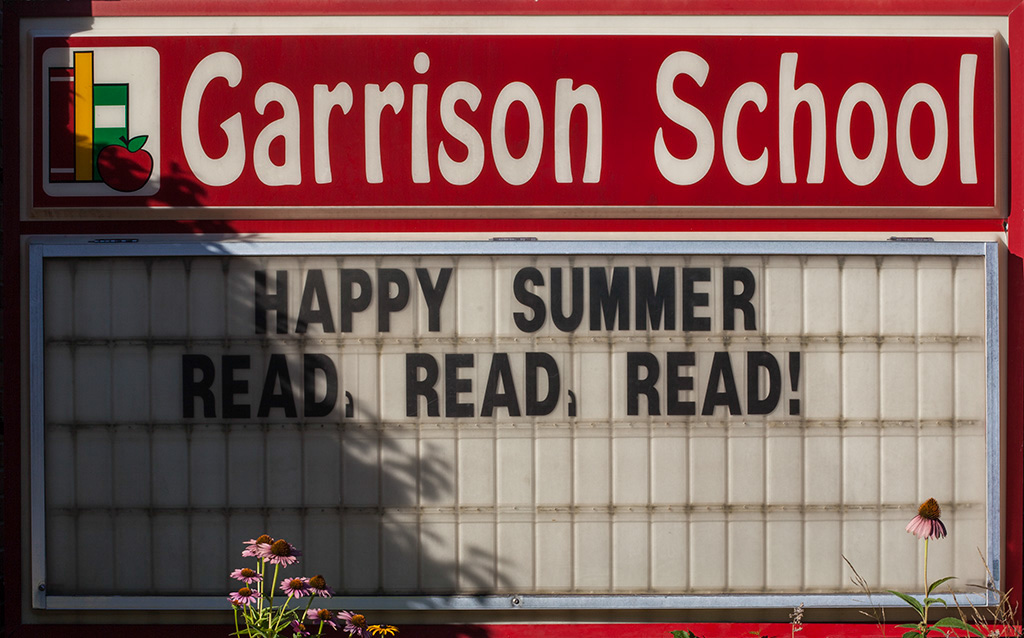 Garrison School
HAPPY SUMMER
READ, READ, READ!